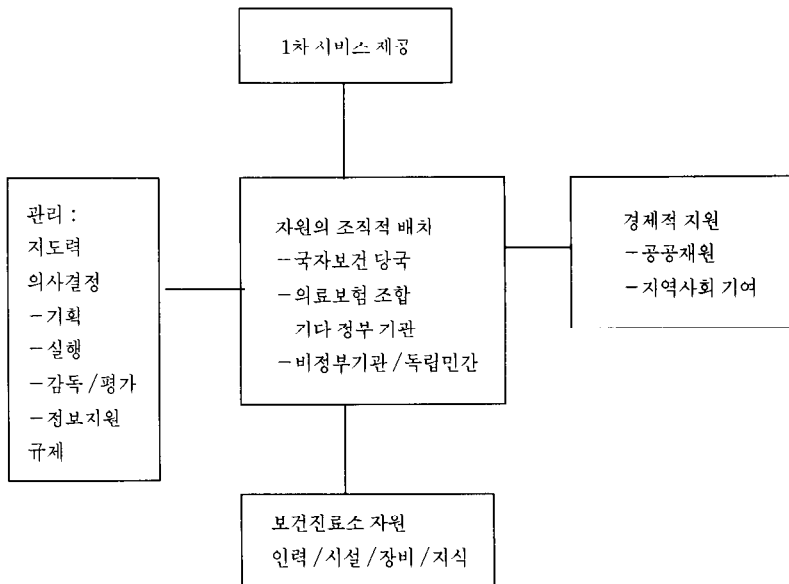 1차 서비스 제공
관리 :
지도력
의사결정
-기획
-실행
-감독/평가
-정보지원
규제
자원의 조직적 배치
-국자보건 당국
-의료보험 조합
기다 정부 기관
-비정부기관/독립민간
경제적 지원
-공공재원
-지역사회 기여
보건진료소 자원
인력/시설/장비/지식